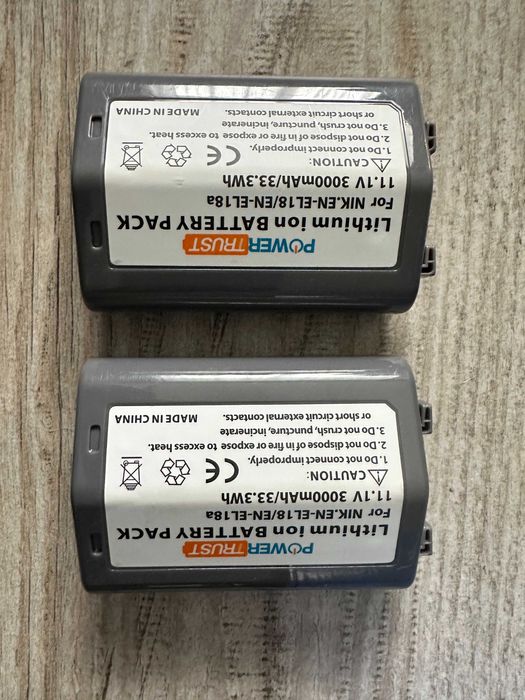 POWERTRUST
Lithium ion BATTERY PACK
For NIK.EN-EL18/EN-EL18a
11.1V 3000mAh/33.3Wh
CAUTION:
1. Do not connect improperly.
2. Do not dispose of in fire or expose to excess heat.
3. Do not crush, puncture, incinerate
or short circuit external contacts.
MADE IN CHINA
CE
POWERTRUST
Lithium ion BATTERY PACK
For NIK.EN-EL18/EN-EL18a
11.1V 3000mAh/33.3Wh
CAUTION:
1. Do not connect improperly.
2. Do not dispose of in fire or expose to excess heat.
3. Do not crush, puncture, incinerate
or short circuit external contacts.
MADE IN CHINA
CE